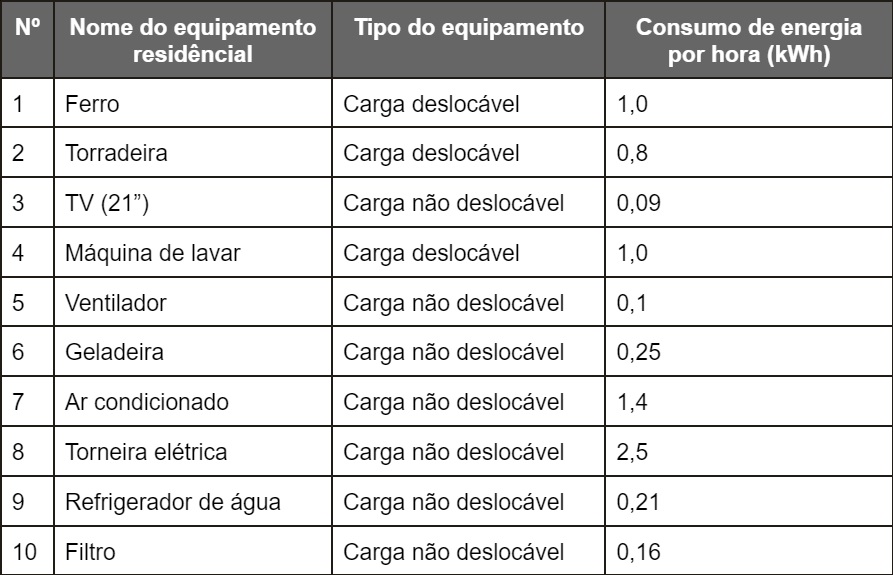 Nº Nome do equipamento residêncial Tipo do equipamento Consumo de energia por hora (kWh)
1 Ferro Carga deslocável 1,0
2 Torradeira Carga deslocável 0,8
3 TV (21”) Carga não deslocável 0,09
4 Máquina de lavar Carga deslocável 1,0
5 Ventilador Carga não deslocável 0,1
6 Geladeira Carga não deslocável 0,25
7 Ar condicionado Carga não deslocável 1,4
8 Torneira elétrica Carga não deslocável 2,5
9 Refrigerador de água Carga não deslocável 0,21
10 Filtro Carga não deslocável 0,16